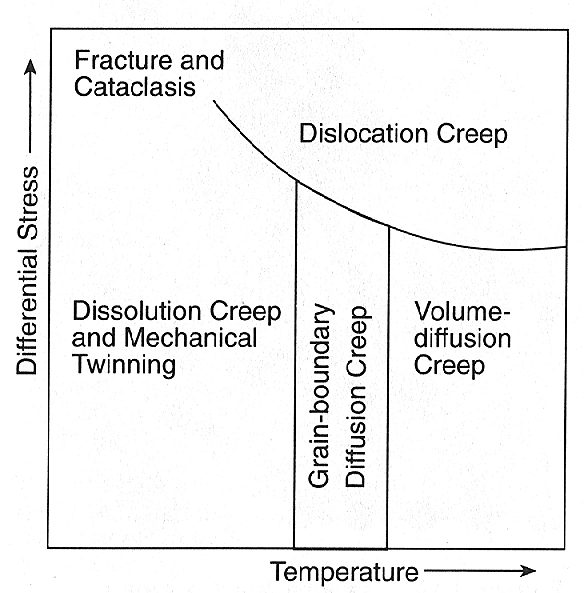 Fracture and
Cataclasis
Dislocation Creep
Differential Stress
Dissolution Creep
and Mechanical
Twinning
Grain-boundary
Diffusion Creep
Volume-
diffusion
Creep
Temperature